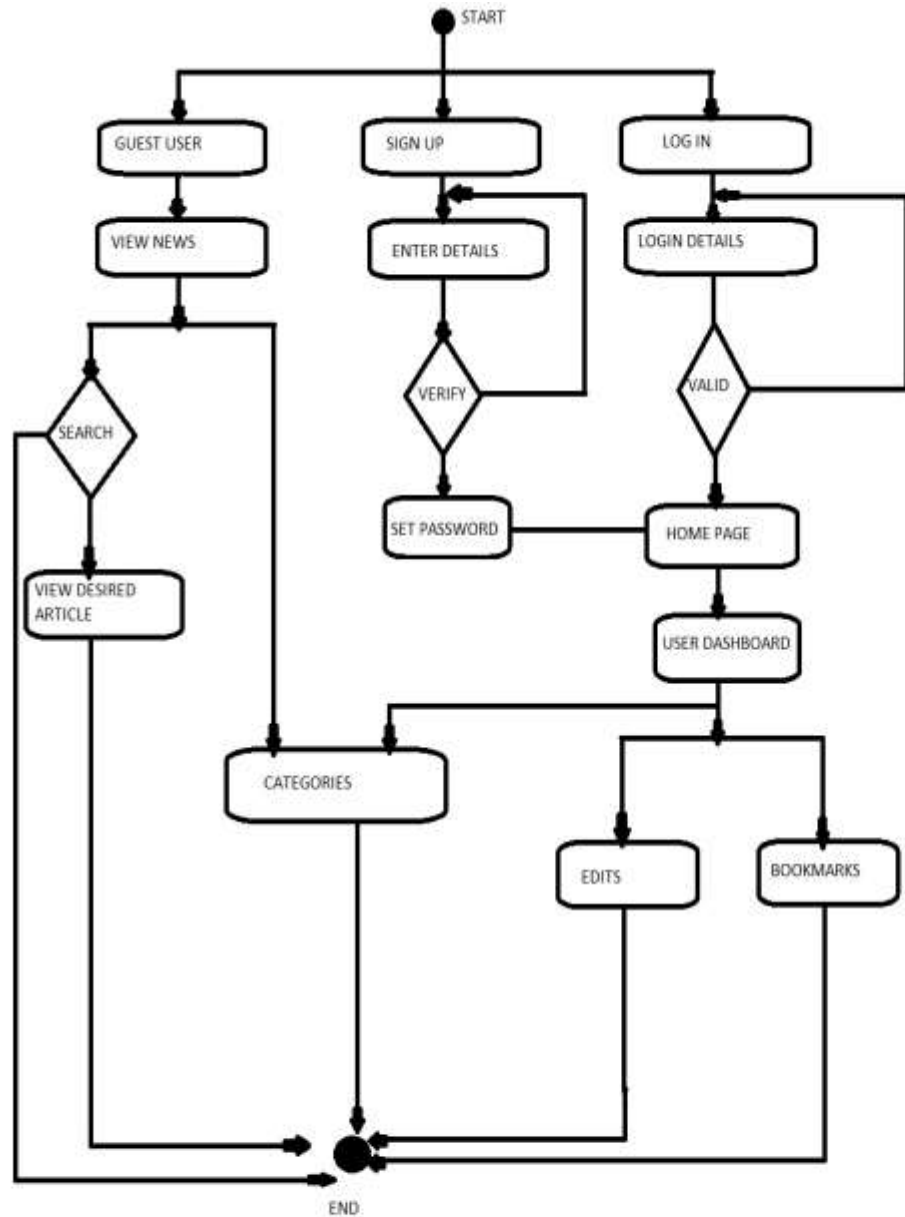 START
GUEST USER
SIGN UP
LOG IN
VIEW NEWS
ENTER DETAILS
LOGIN DETAILS
VERIFY
VALID
SEARCH
SET PASSWORD
HOME PAGE
VIEW DESIRED
ARTICLE
USER DASHBOARD
CATEGORIES
EDITS
BOOKMARKS
END